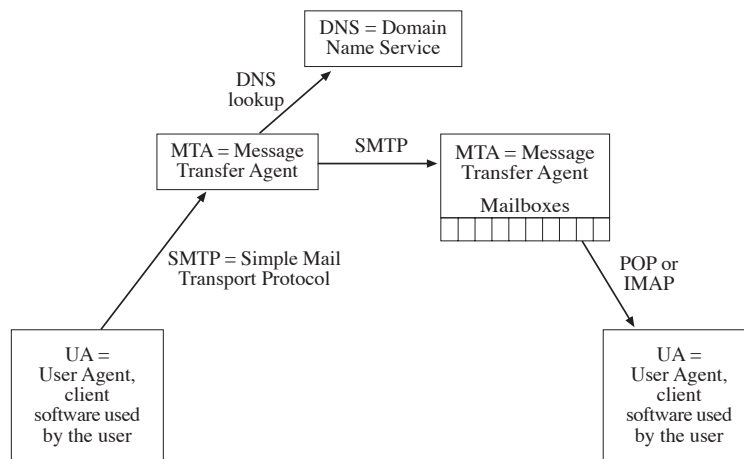 DNS = Domain
Name Service
DNS
lookup
MTA = Message
Transfer Agent
SMTP
MTA = Message
Transfer Agent
Mailboxes
SMTP = Simple Mail
Transport Protocol
POP or
IMAP
UA =
User Agent,
client
software used
by the user
UA =
User Agent,
client
software used
by the user